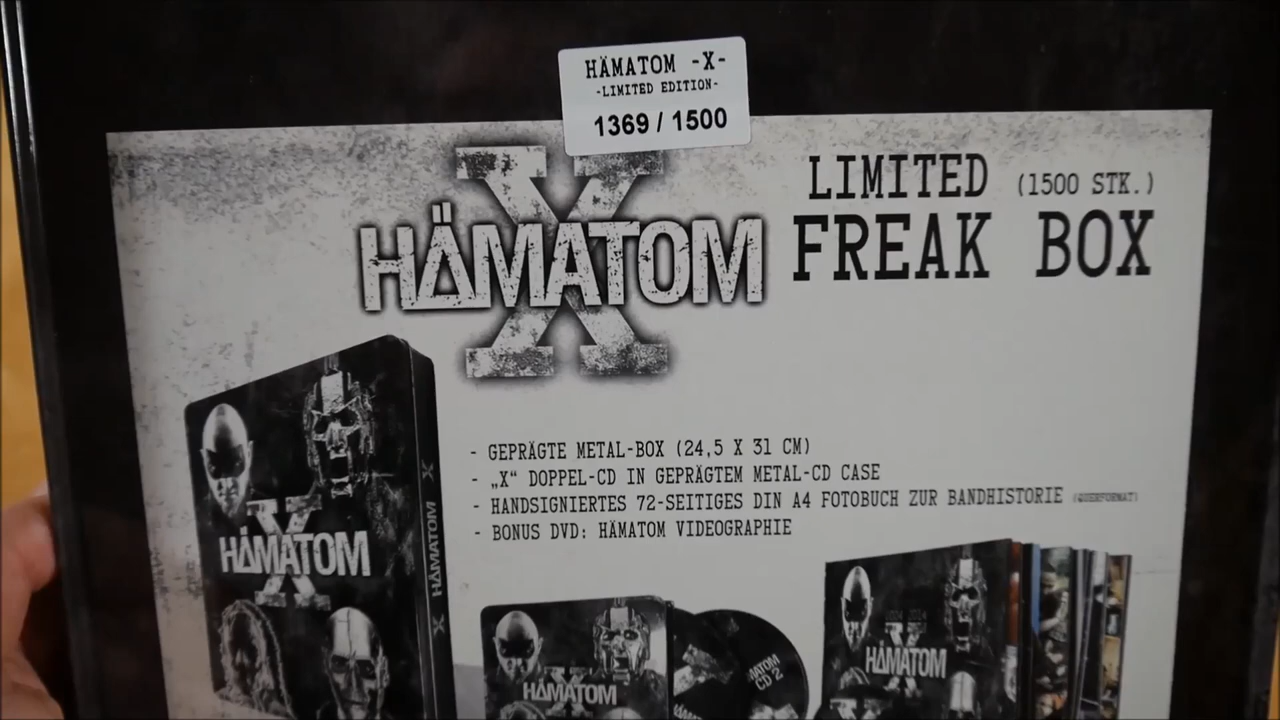 HÄMATOM -X-
-LIMITED EDITION-
1369 / 1500
X
HÄMATOM
LIMITED (1500 STK.)
FREAK BOX
- GEPRÄGTE METAL-BOX (24,5 X 31 CM)
- „X“ DOPPEL-CD IN GEPRÄGTEM METAL-CD CASE
- HANDSIGNIERTES 72-SEITIGES DIN A4 FOTOBUCH ZUR BANDHISTORIE (QUERFORMAT)
- BONUS DVD: HÄMATOM VIDEOGRAPHIE
X
HÄMATOM
X HÄMATOM X
HÄMATOM
HÄMATOM
CD 2
HÄMATOM